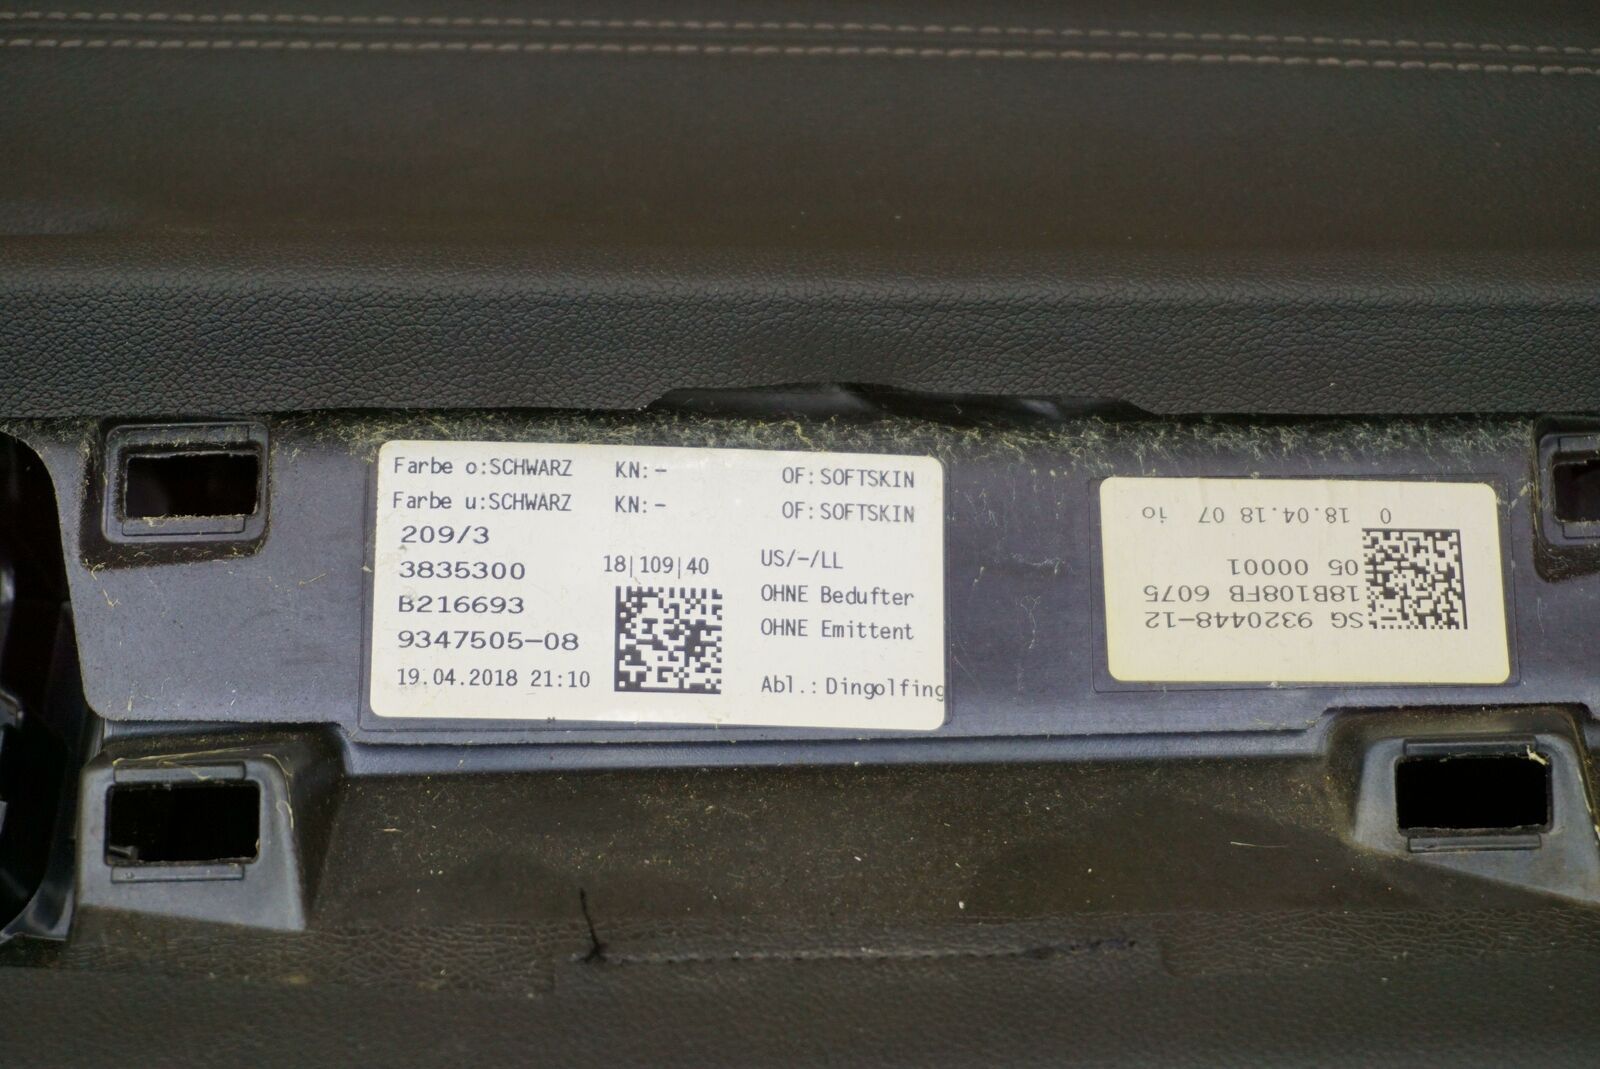 Farbe o:SCHWARZ KN:- OF:SOFTSKIN
Farbe u:SCHWARZ KN:- OF:SOFTSKIN
209/3
3835300 18|109|40 US/-/LL
B216693 OHNE Bedufter
9347505-08 OHNE Emittent
19.04.2018 21:10 Abl.:Dingolfing
SG 9320448-12
18B108FB 6075
05 00001
0 18.04.18 07 io